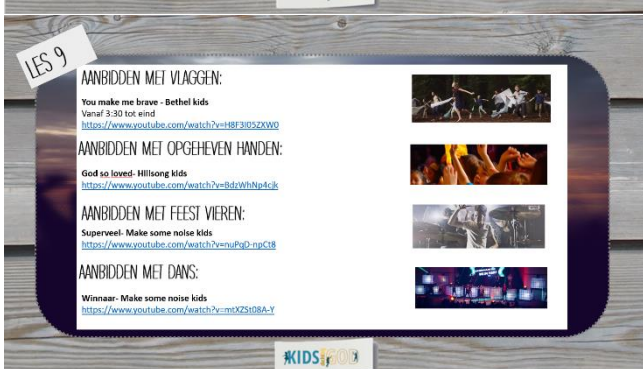 LES 9
AANBIDDEN MET VLAGGEN:
You make me brave - Bethel kids
Vanaf 3:30 tot eind
https://www.youtube.com/watch?v=H8F3I05ZXW0
AANBIDDEN MET OPGEHEVEN HANDEN:
God so loved- Hillsong kids
https://www.youtube.com/watch?v=BdzWhNp4cjk
AANBIDDEN MET FEEST VIEREN:
Superveel- Make some noise kids
https://www.youtube.com/watch?v=nuPqD-npCt8
AANBIDDEN MET DANS:
Winnaar- Make some noise kids
https://www.youtube.com/watch?v=mtXZSt08A-Y
KIDS GOD